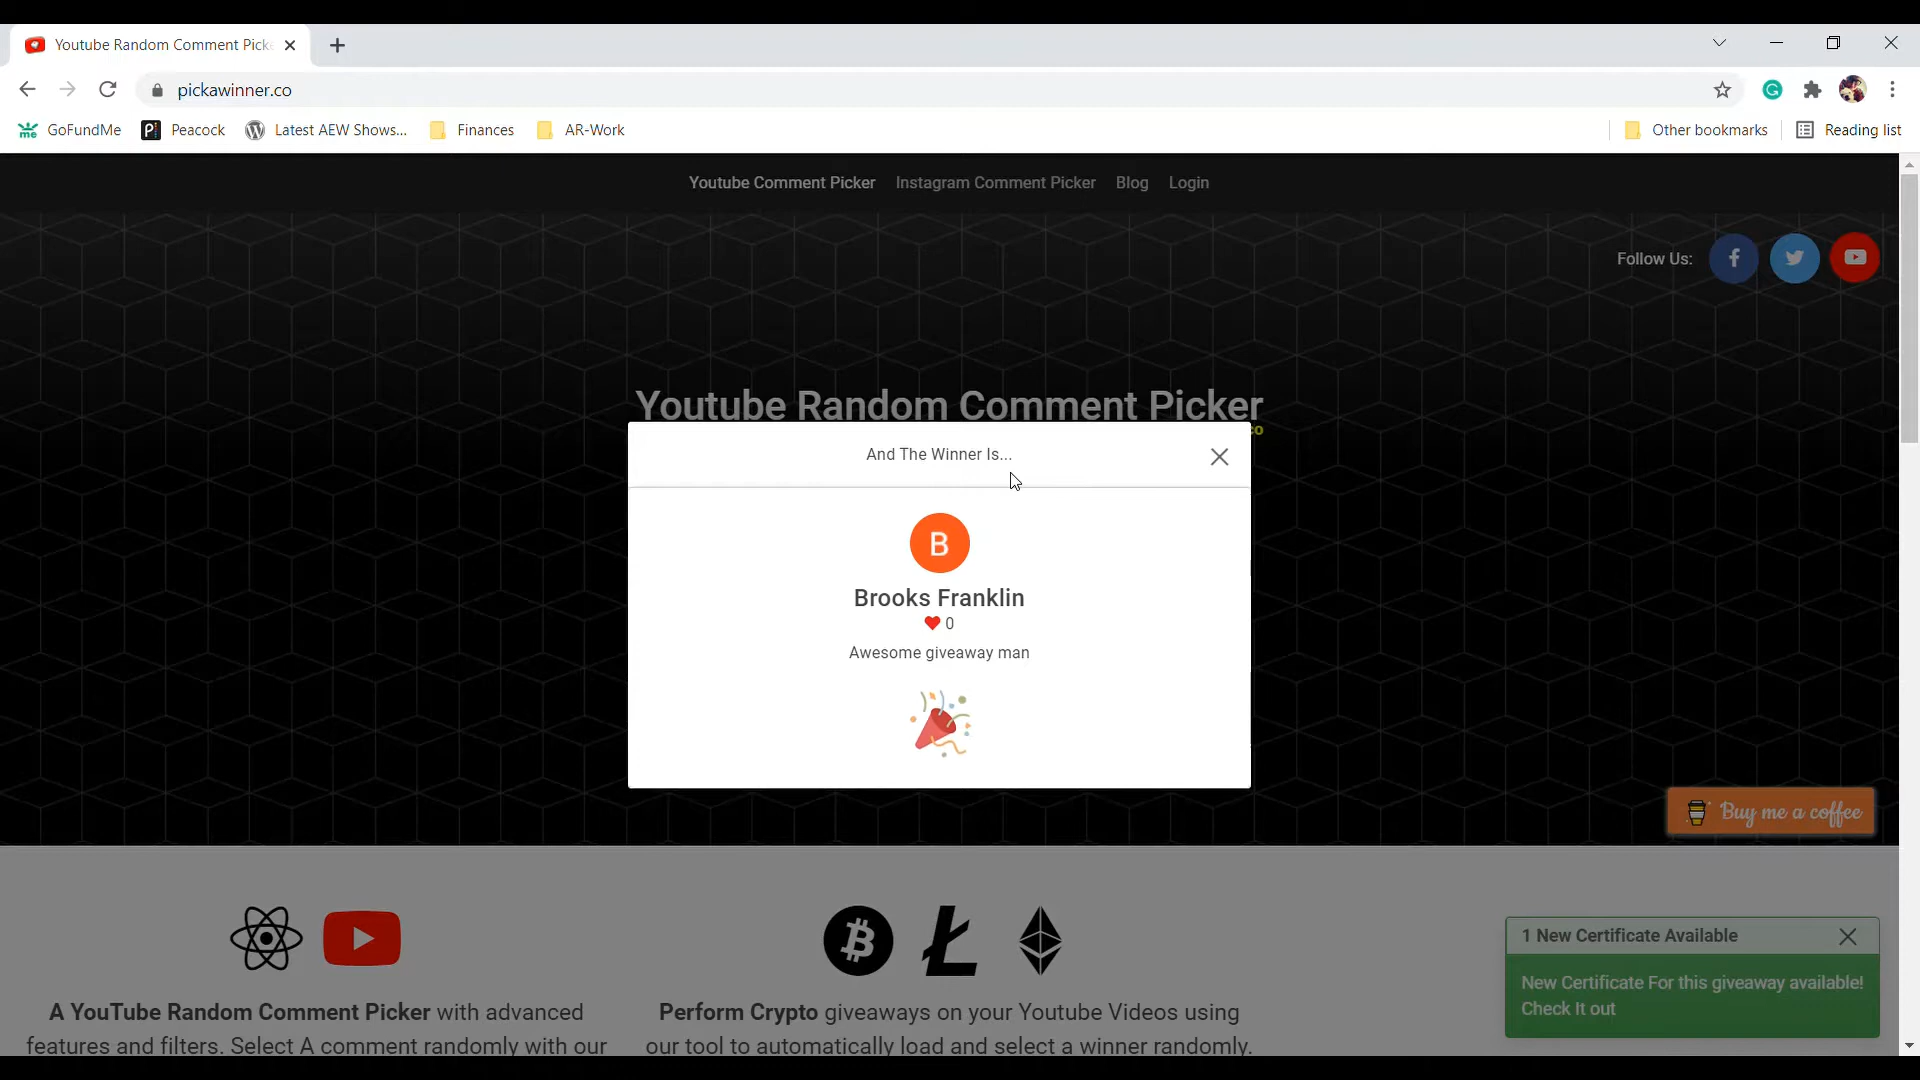 Youtube Random Comment Pick
pickawinner.co
GoFundMe
Peacock
Latest AEW Shows...
Finances
AR-Work
Other bookmarks
Reading list
Youtube Comment Picker
Instagram Comment Picker
Blog
Login
Follow Us:
Youtube Random Comment Picker
co
And The Winner Is...
B
Brooks Franklin
0
Awesome giveaway man
Buy me a coffee
A YouTube Random Comment Picker with advanced
features and filters. Select A comment randomly with our
Perform Crypto giveaways on your Youtube Videos using
our tool to automatically load and select a winner randomly.
1 New Certificate Available
New Certificate For this giveaway available!
Check It out